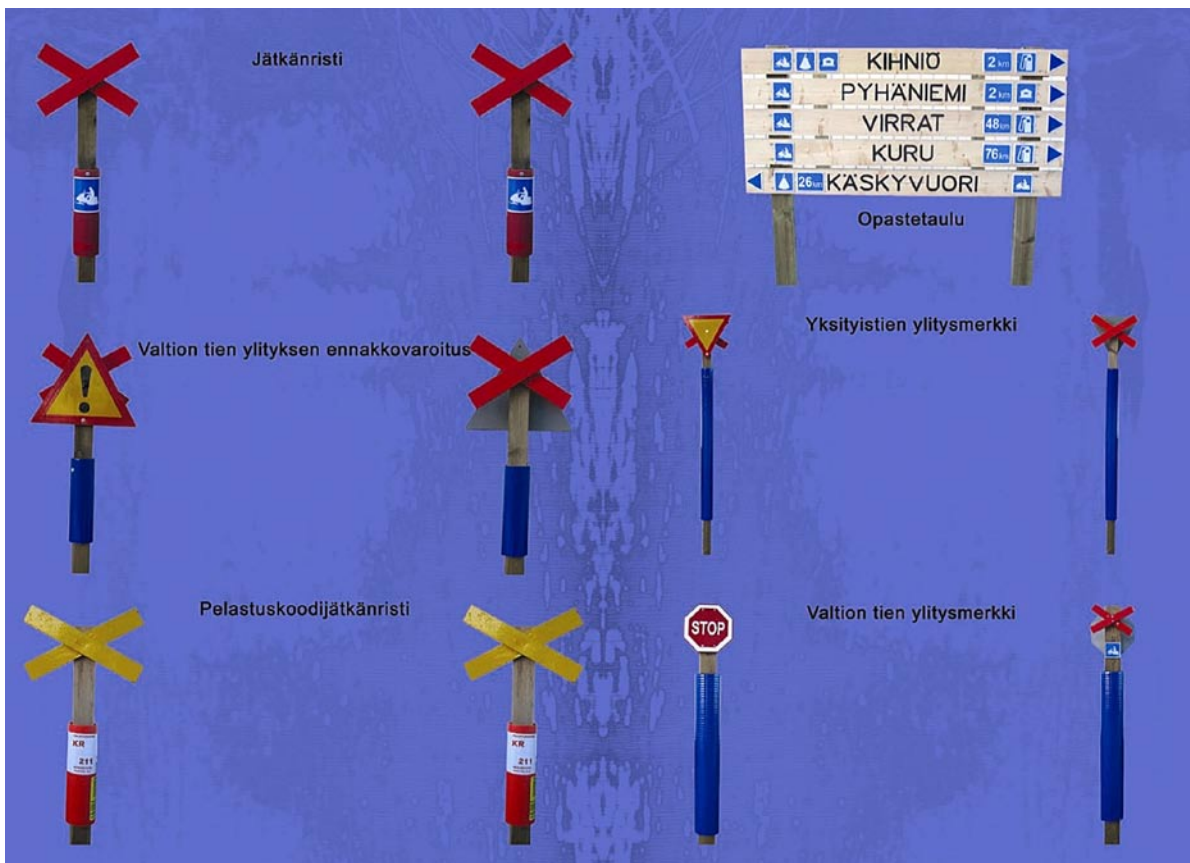 Jätkänristi
KIHNIÖ 2 km
PYHÄNIEMI 2 km
VIRRAT 48 km
KURU 76 km
26 km KÄSKYVUORI
Opastetaulu
Valtion tien ylityksen ennakkovaroitus
Yksityistien ylitysmerkki
Pelastuskoodijätkänristi
KR
211
KR
211
STOP
Valtion tien ylitysmerkki